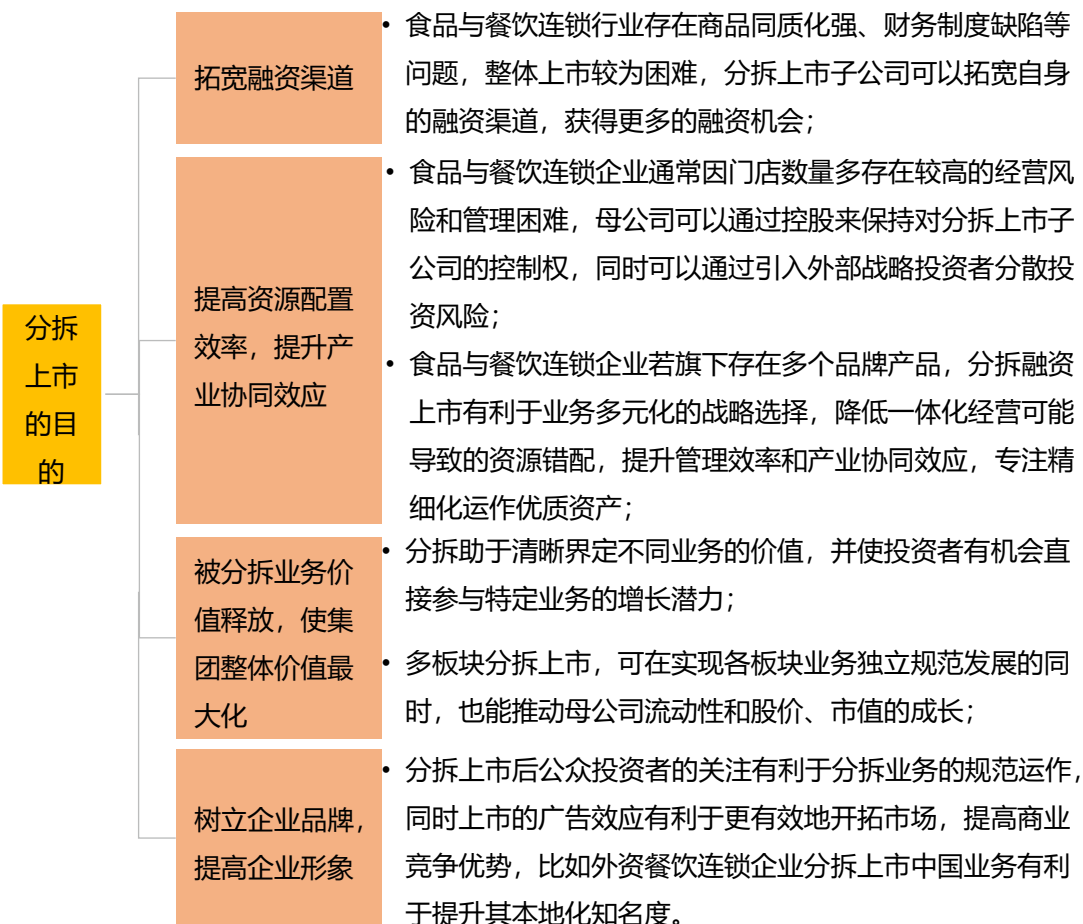 分拆
上市
的目
的
拓宽融资渠道
• 食品与餐饮连锁行业存在商品同质化强、财务制度缺陷等
问题，整体上市较为困难，分拆上市子公司可以拓宽自身
的融资渠道，获得更多的融资机会；
提高资源配置
效率，提升产
业协同效应
• 食品与餐饮连锁企业通常因门店数量多存在较高的经营风
险和管理困难，母公司可以通过控股来保持对分拆上市子
公司的控制权，同时可以通过引入外部战略投资者分散投
资风险；
• 食品与餐饮连锁企业若旗下存在多个品牌产品，分拆融资
上市有利于业务多元化的战略选择，降低一体化经营可能
导致的资源错配，提升管理效率和产业协同效应，专注精
细化运作优质资产；
被分拆业务价
值释放，使集
团整体价值最
大化
• 分拆助于清晰界定不同业务的价值，并使投资者有机会直
接参与特定业务的增长潜力；
• 多板块分拆上市，可在实现各板块业务独立规范发展的同
时，也能推动母公司流动性和股价、市值的成长；
树立企业品牌，
提高企业形象
• 分拆上市后公众投资者的关注有利于分拆业务的规范运作，
同时上市的广告效应有利于更有效地开拓市场，提高商业
竞争优势，比如外资餐饮连锁企业分拆上市中国业务有利
于提升其本地化知名度。